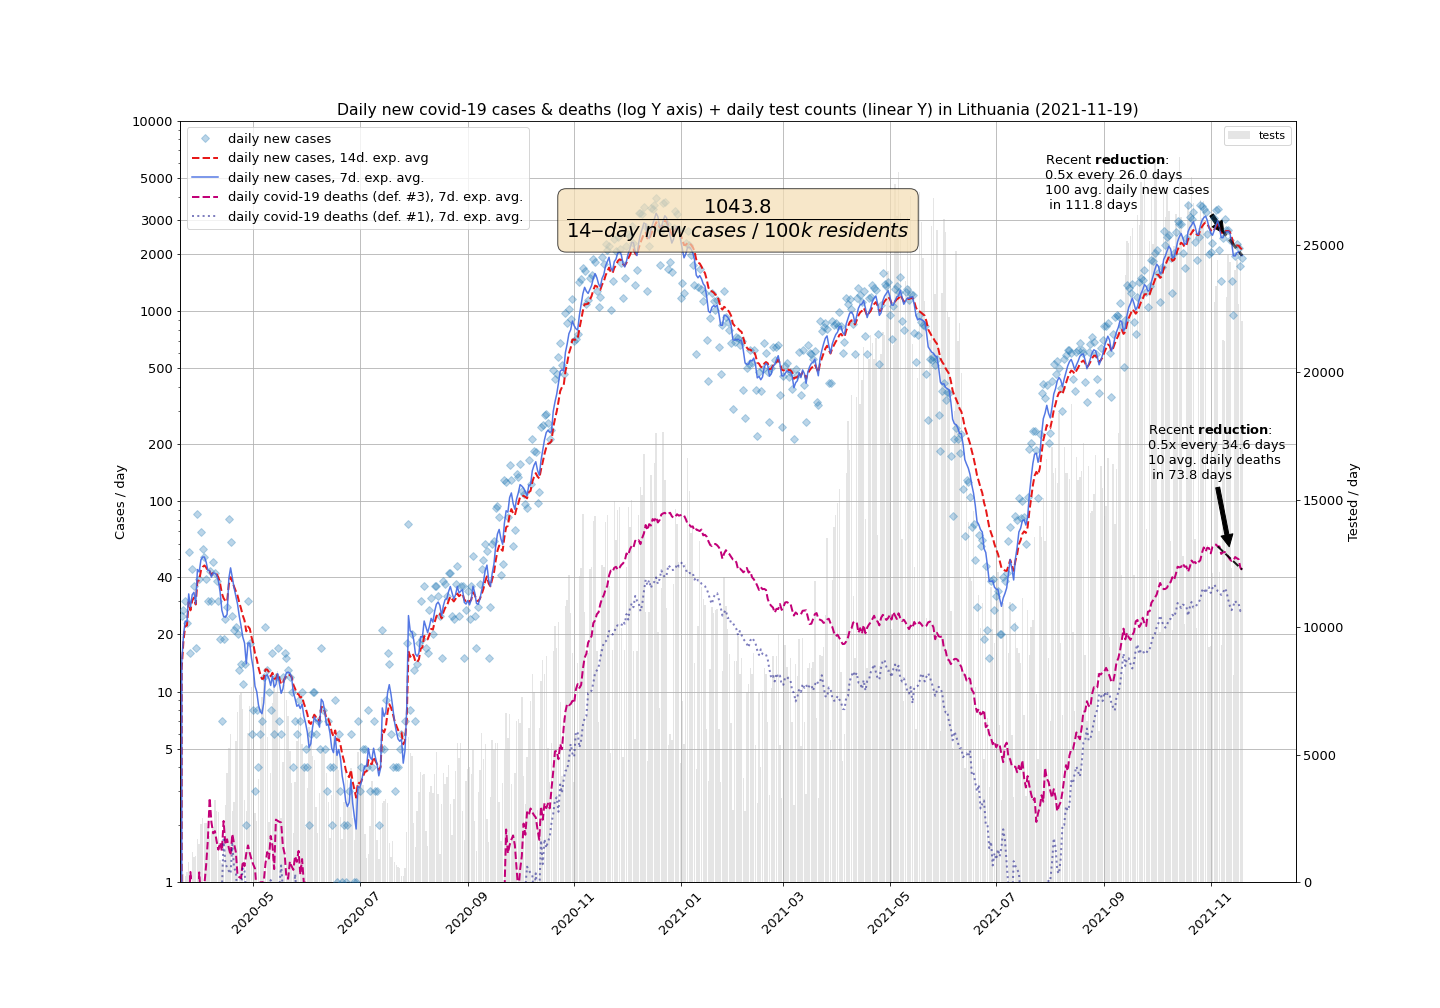 Daily new covid-19 cases & deaths (log Y axis) + daily test counts (linear Y) in Lithuania (2021-11-19)
daily new cases
daily new cases, 14d. exp. avg
daily new cases, 7d. exp. avg.
daily covid-19 deaths (def. #3), 7d. exp. avg.
daily covid-19 deaths (def. #1), 7d. exp. avg.
tests
1043.8
14–day new cases / 100k residents
Recent reduction:
0.5x every 26.0 days
100 avg. daily new cases
in 111.8 days
Recent reduction:
0.5x every 34.6 days
10 avg. daily deaths
in 73.8 days
Cases / day
10000
5000
3000
2000
1000
500
200
100
40
20
10
5
1
Tested / day
25000
20000
15000
10000
5000
0
2020-05
2020-07
2020-09
2020-11
2021-01
2021-03
2021-05
2021-07
2021-09
2021-11